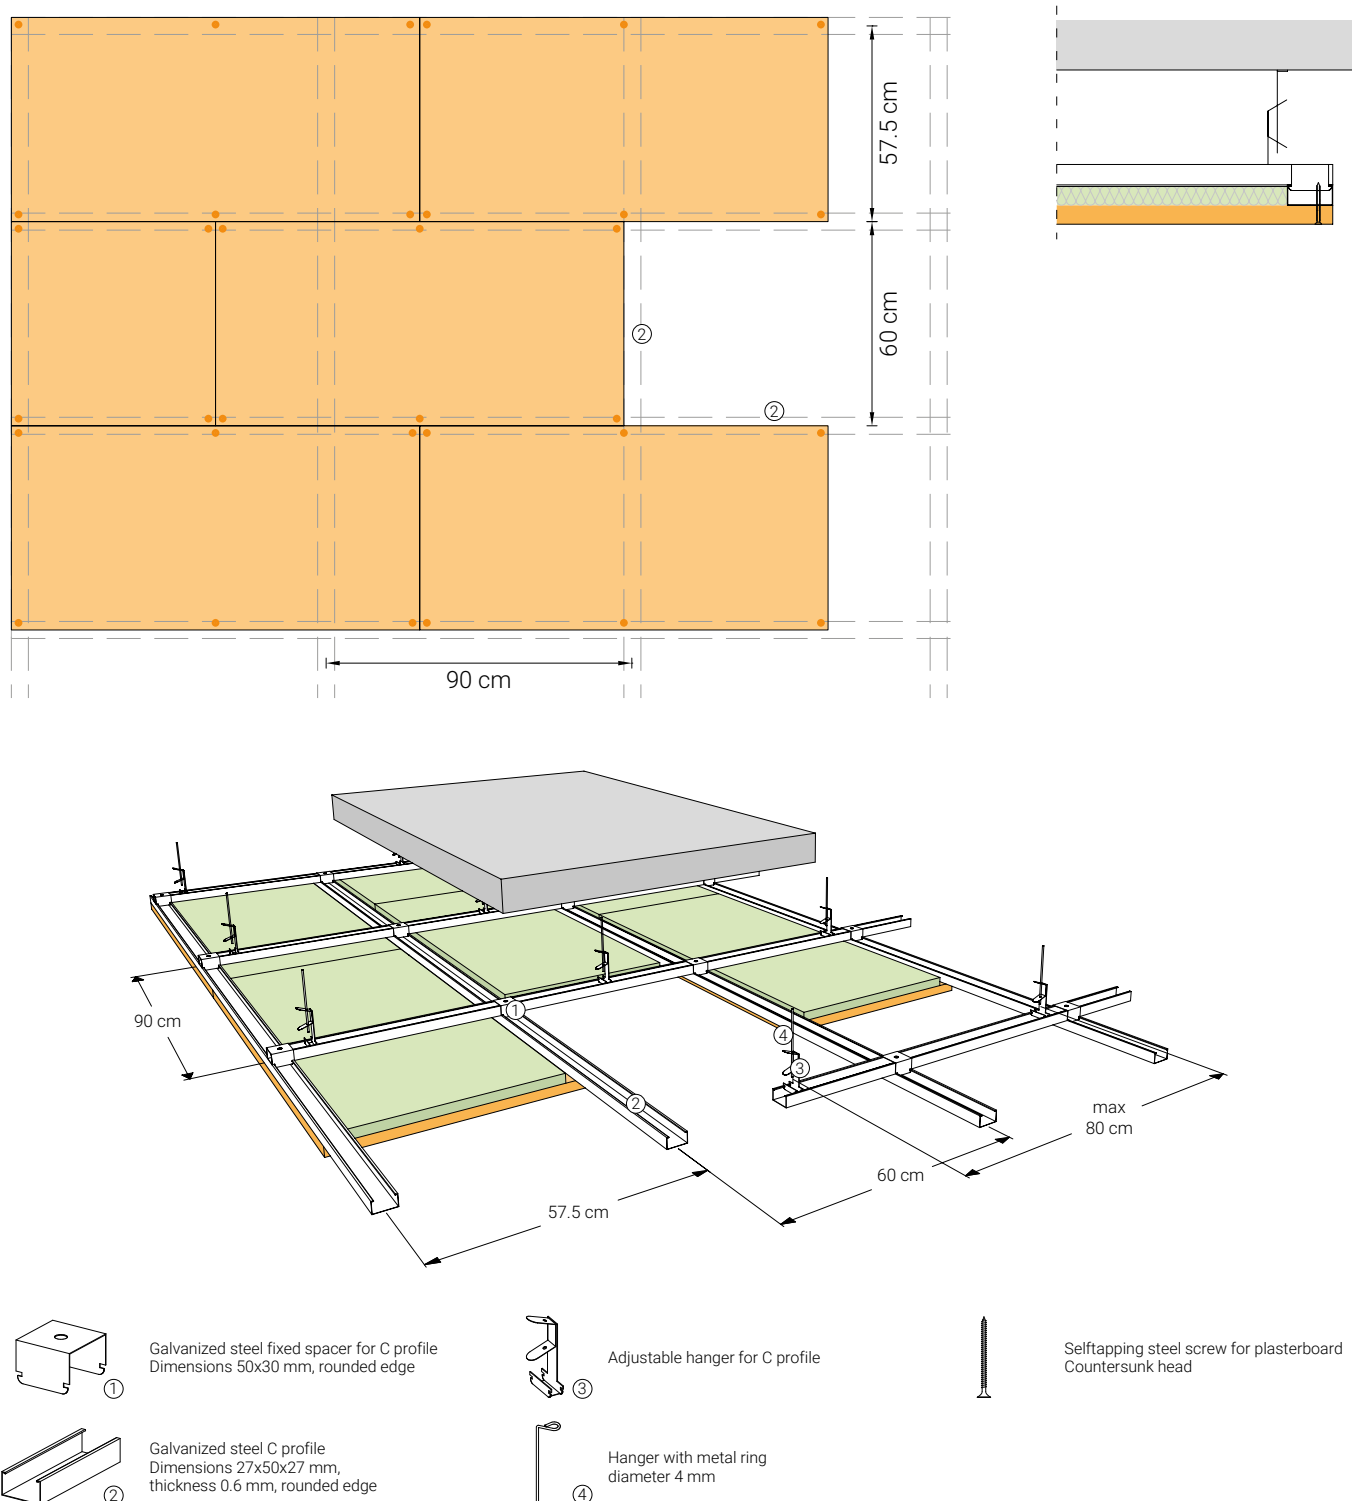 57.5 cm
60 cm
②
②
90 cm
90 cm
①
④
③
②
max
80 cm
60 cm
57.5 cm
Galvanized steel fixed spacer for C profile
Dimensions 50x30 mm, rounded edge
①
Adjustable hanger for C profile
③
Selftapping steel screw for plasterboard
Countersunk head
Galvanized steel C profile
Dimensions 27x50x27 mm,
thickness 0.6 mm, rounded edge
②
Hanger with metal ring
diameter 4 mm
④